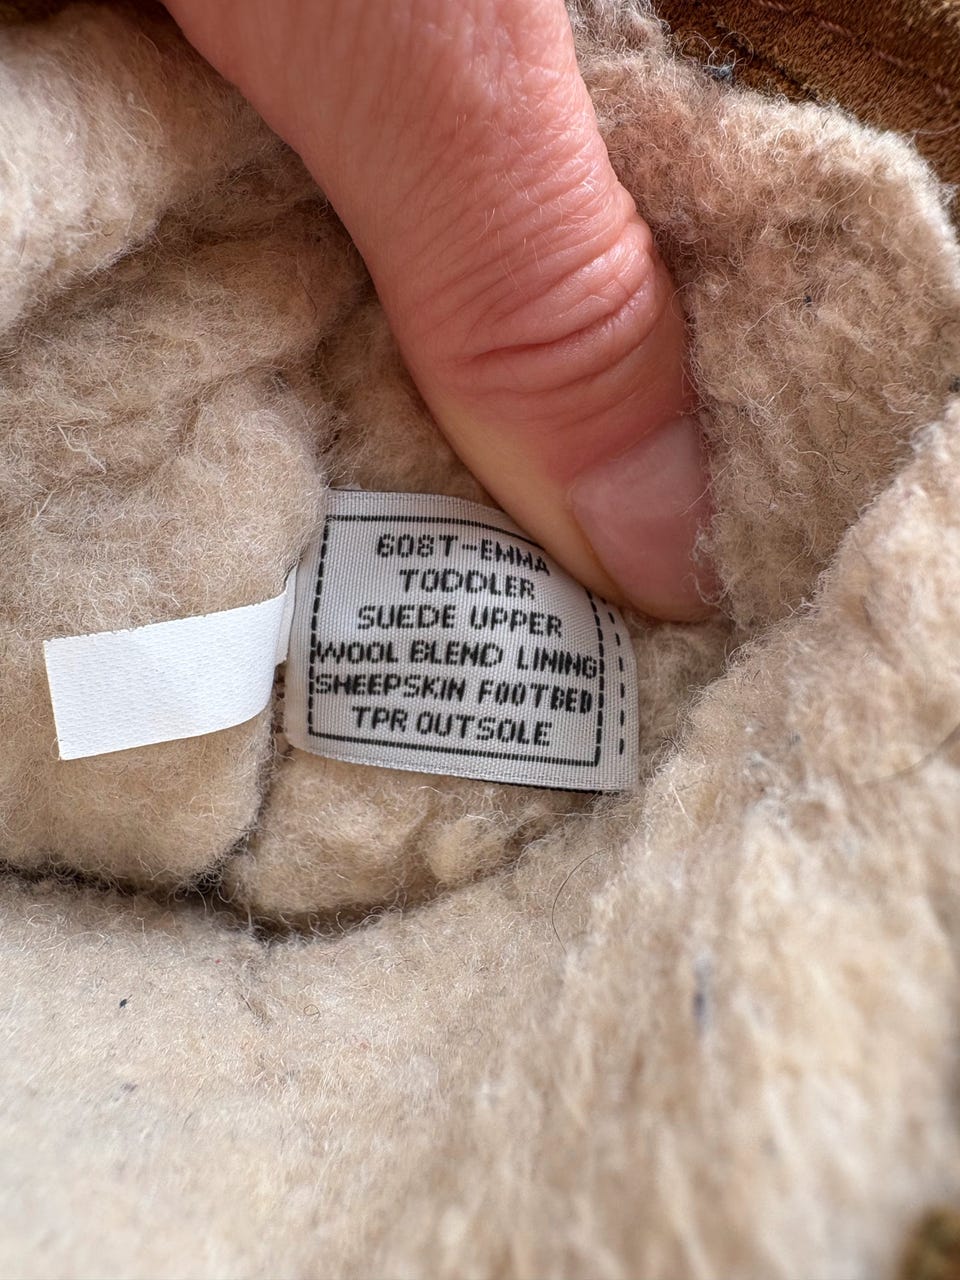 608T-EMMA
TODDLER
SUEDE UPPER
WOOL BLEND LINING
SHEEPSKIN FOOTBED
TPR OUTSOLE